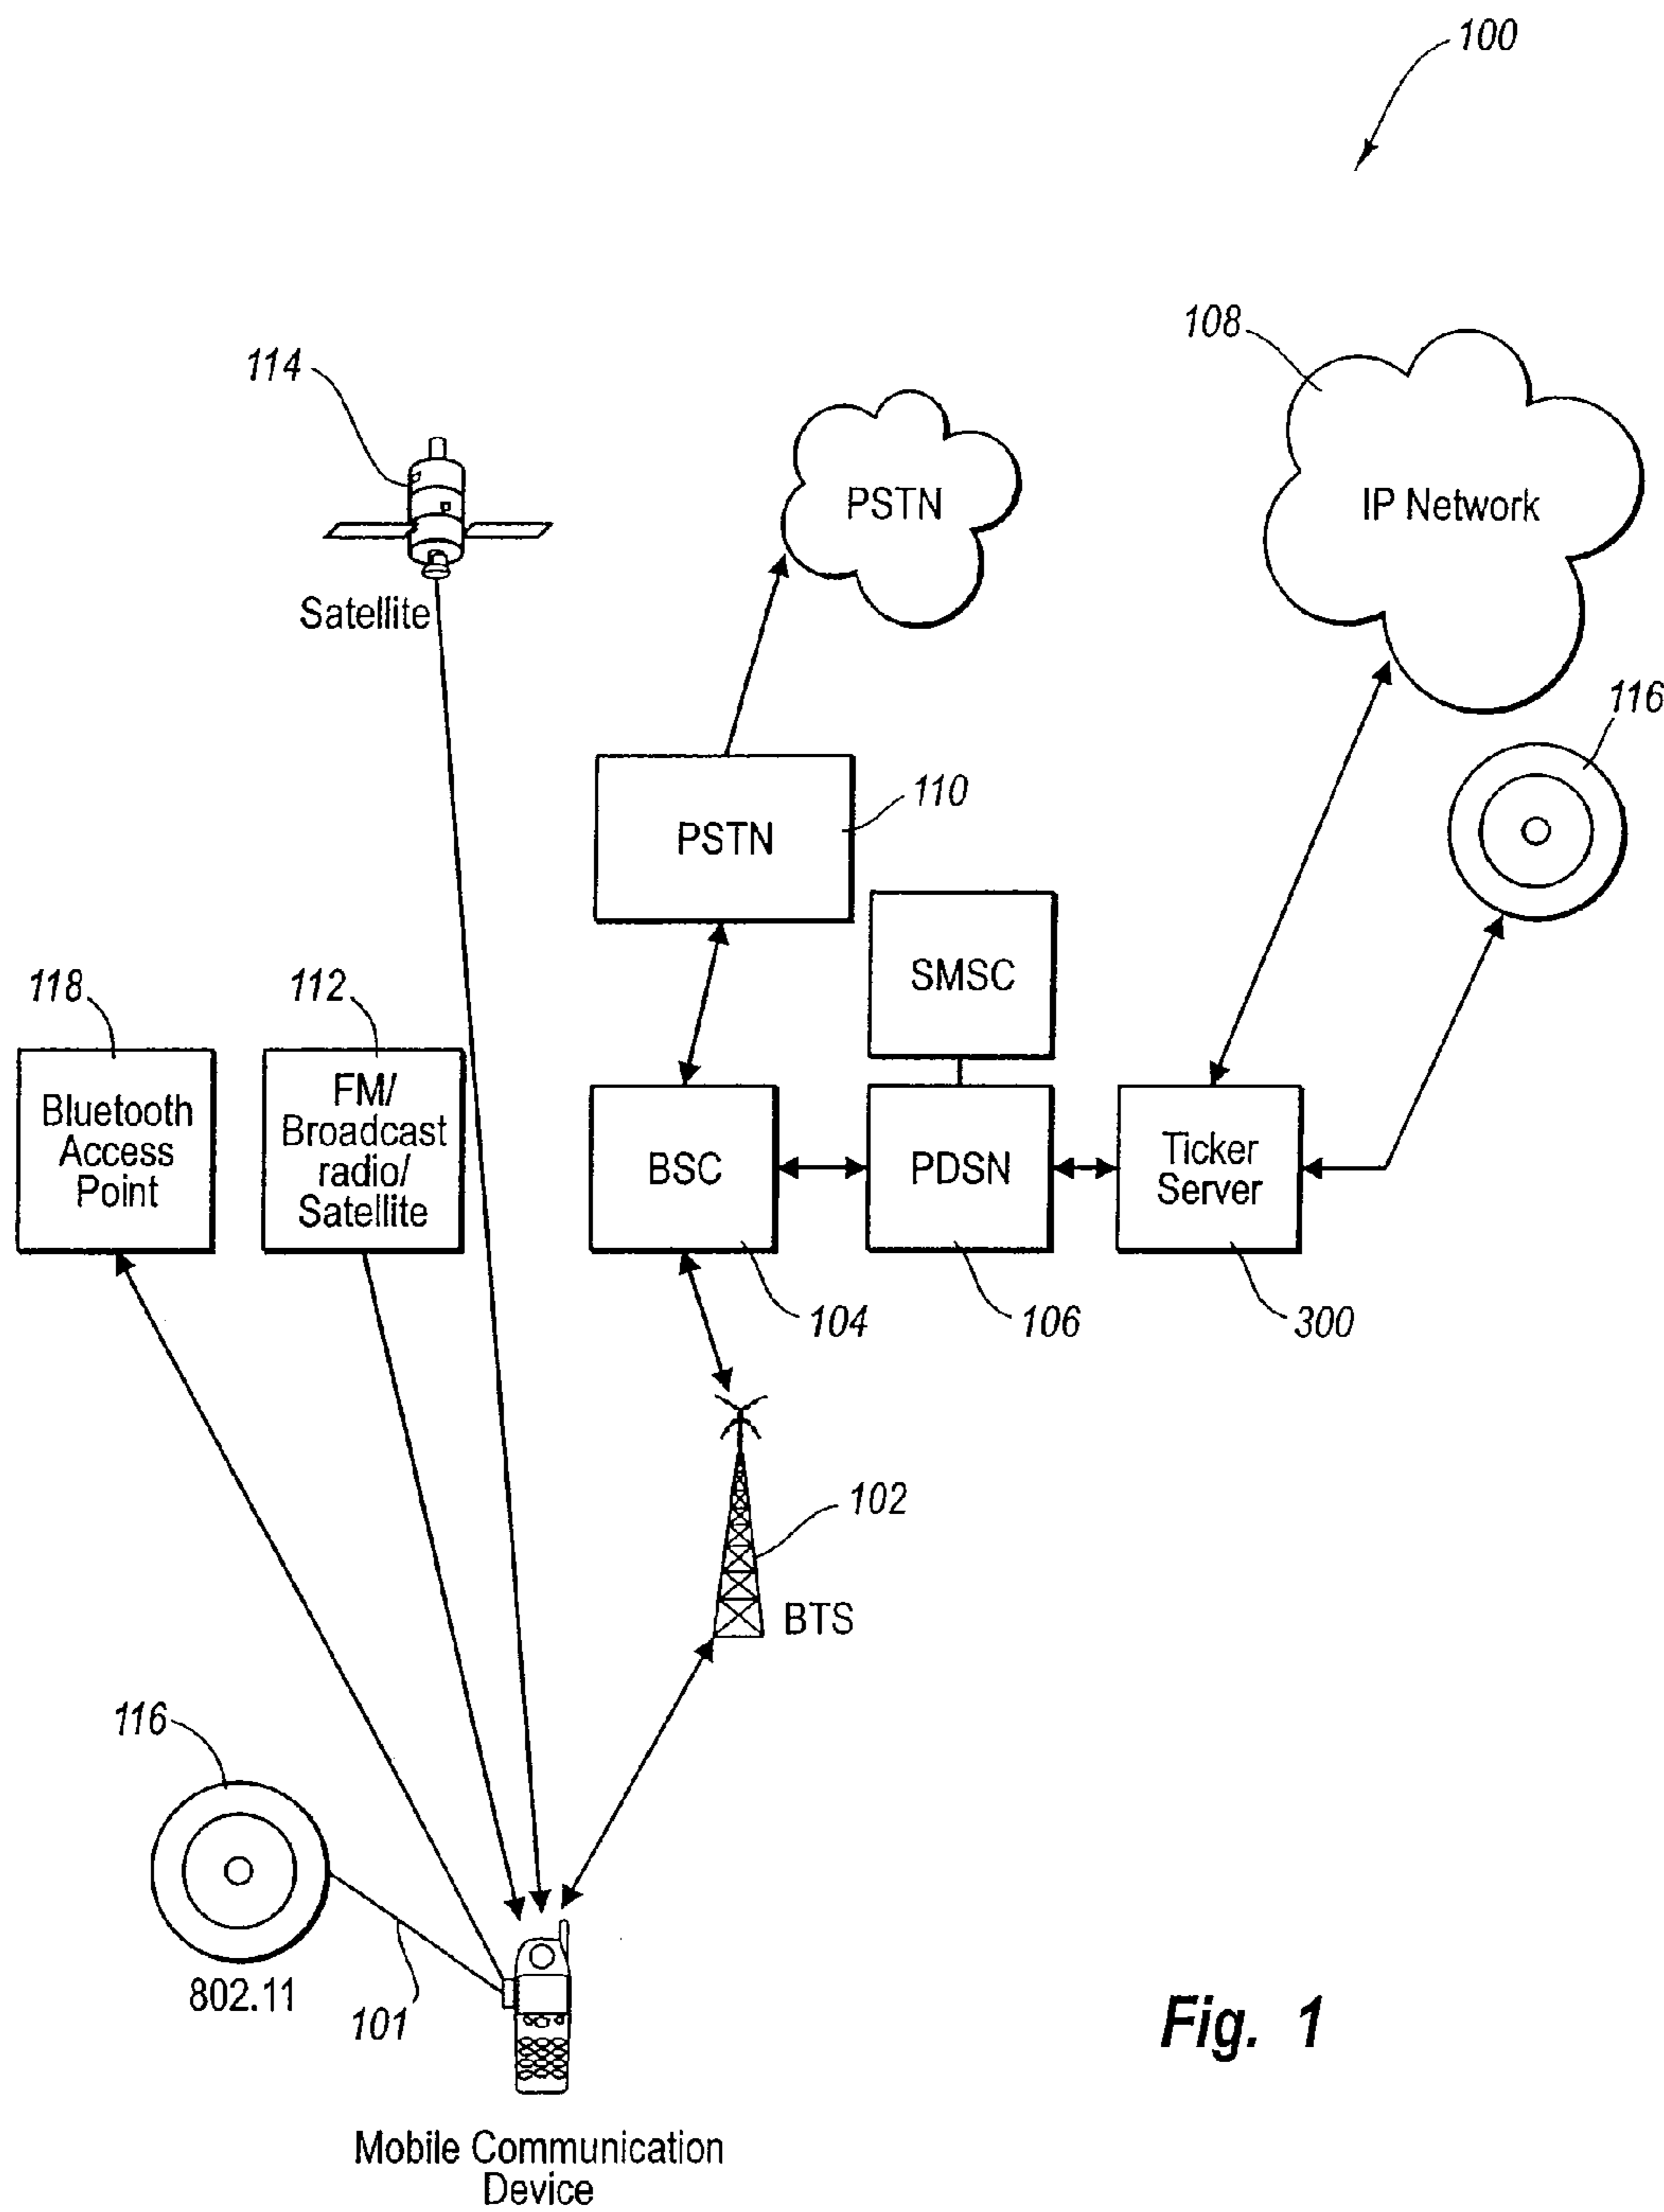 100
108
114
PSTN
IP Network
Satellite
116
110
PSTN
SMSC
118
112
Bluetooth
Access
Point
FM/
Broadcast
radio/
Satellite
BSC
PDSN
Ticker
Server
104
106
300
102
BTS
116
802.11
101
Fig. 1
Mobile Communication
Device